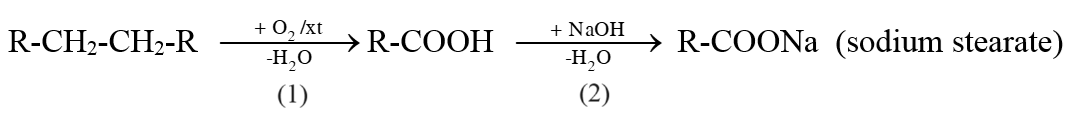 R-CH₂-CH₂-R + O₂ /xt -H₂O (1) R-COOH + NaOH -H₂O (2) R-COONa (sodium stearate)